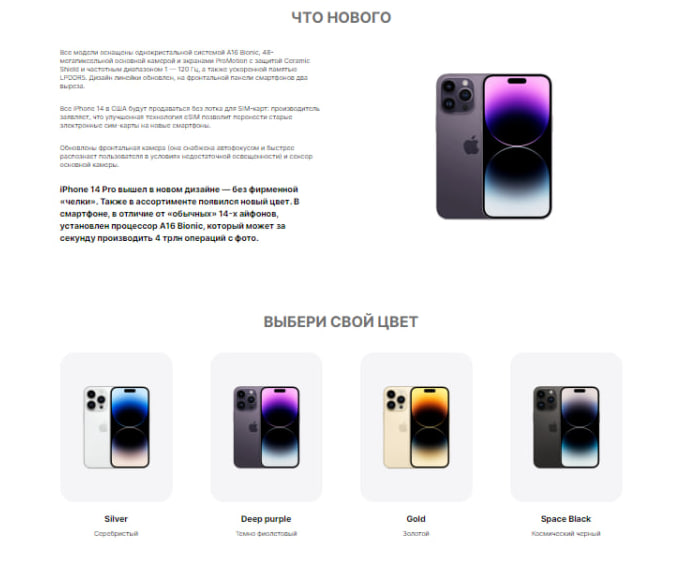 ЧТО НОВОГО
Все модели оснащены однокристальной системой A16 Bionic, 48-
мегапиксельной основной камерой и экранами ProMotion с защитой Ceramic
Shield и частотным диапазоном 1 — 120 Гц, а также ускоренной памятью
LPDDR5. Дизайн линейки обновлен, на фронтальной панели смартфонов два
выреза.
Все iPhone 14 в США будут продаваться без лотка для SIM-карт: производитель
заявляет, что улучшенная технология eSIM позволит перенести старые
электронные сим-карты на новые смартфоны.
Обновлены фронтальная камера (она снабжена автофокусом и быстрее
распознает пользователя в условиях недостаточной освещенности) и сенсор
основной камеры.
iPhone 14 Pro вышел в новом дизайне — без фирменной
«челки». Также в ассортименте появился новый цвет. В
смартфоне, в отличие от «обычных» 14-х айфонов,
установлен процессор A16 Bionic, который может за
секунду производить 4 трлн операций с фото.
ВЫБЕРИ СВОЙ ЦВЕТ
Silver
Deep purple
Gold
Space Black
Серебристый
Темно фиолетовый
Золотой
Космический черный